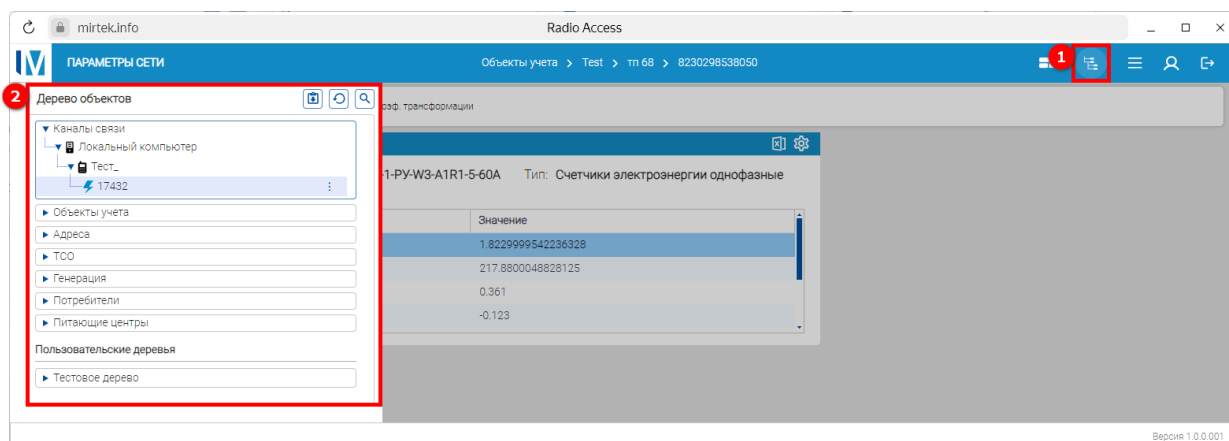 mirtek.info
Radio Access
ПАРАМЕТРЫ СЕТИ
Объекты учета > Test > тп 68 > 8230298538050
1
2
Дерево объектов
оэф. трансформации
Каналы связи
Локальный компьютер
Тест_
17432
-1-РУ-W3-A1R1-5-60A Тип: Счетчики электроэнергии однофазные
Объекты учета
Значение
Адреса
1.8229999542236328
ТСО
217.8800048828125
Генерация
0.361
Потребители
-0.123
Питающие центры
Пользовательские деревья
Тестовое дерево
Версия 1.0.0.001